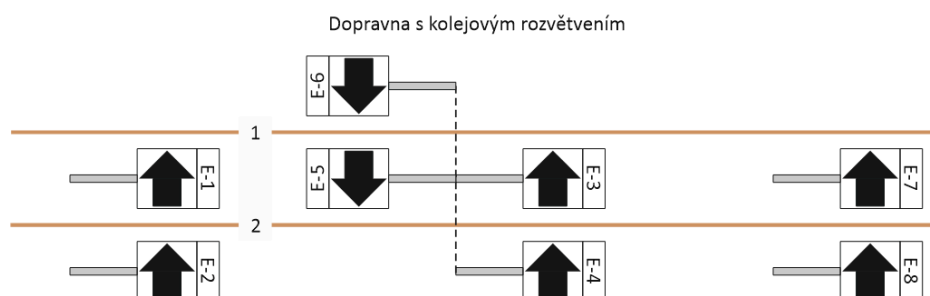 Dopravna s kolejovým rozvětvením
E-6
1
E-1
E-5
E-3
E-7
2
E-2
E-4
E-8